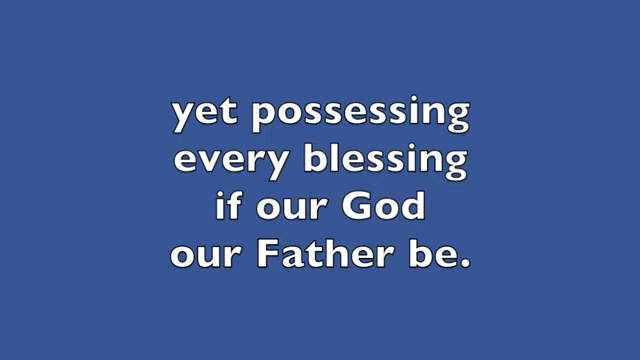 yet possessing
every blessing
if our God
our Father be.